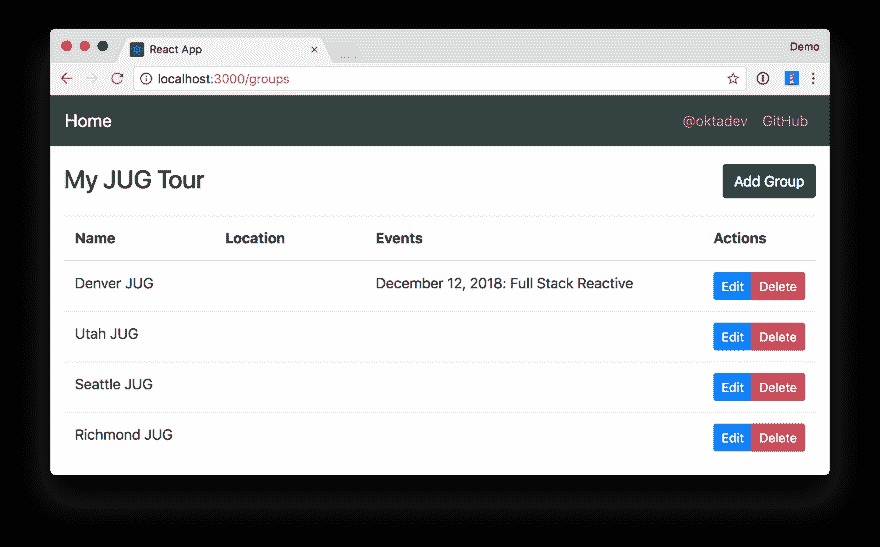 React App
Demo
localhost:3000/groups
Home @oktadev GitHub
My JUG Tour Add Group
Name Location Events Actions
Denver JUG December 12, 2018: Full Stack Reactive Edit Delete
Utah JUG Edit Delete
Seattle JUG Edit Delete
Richmond JUG Edit Delete